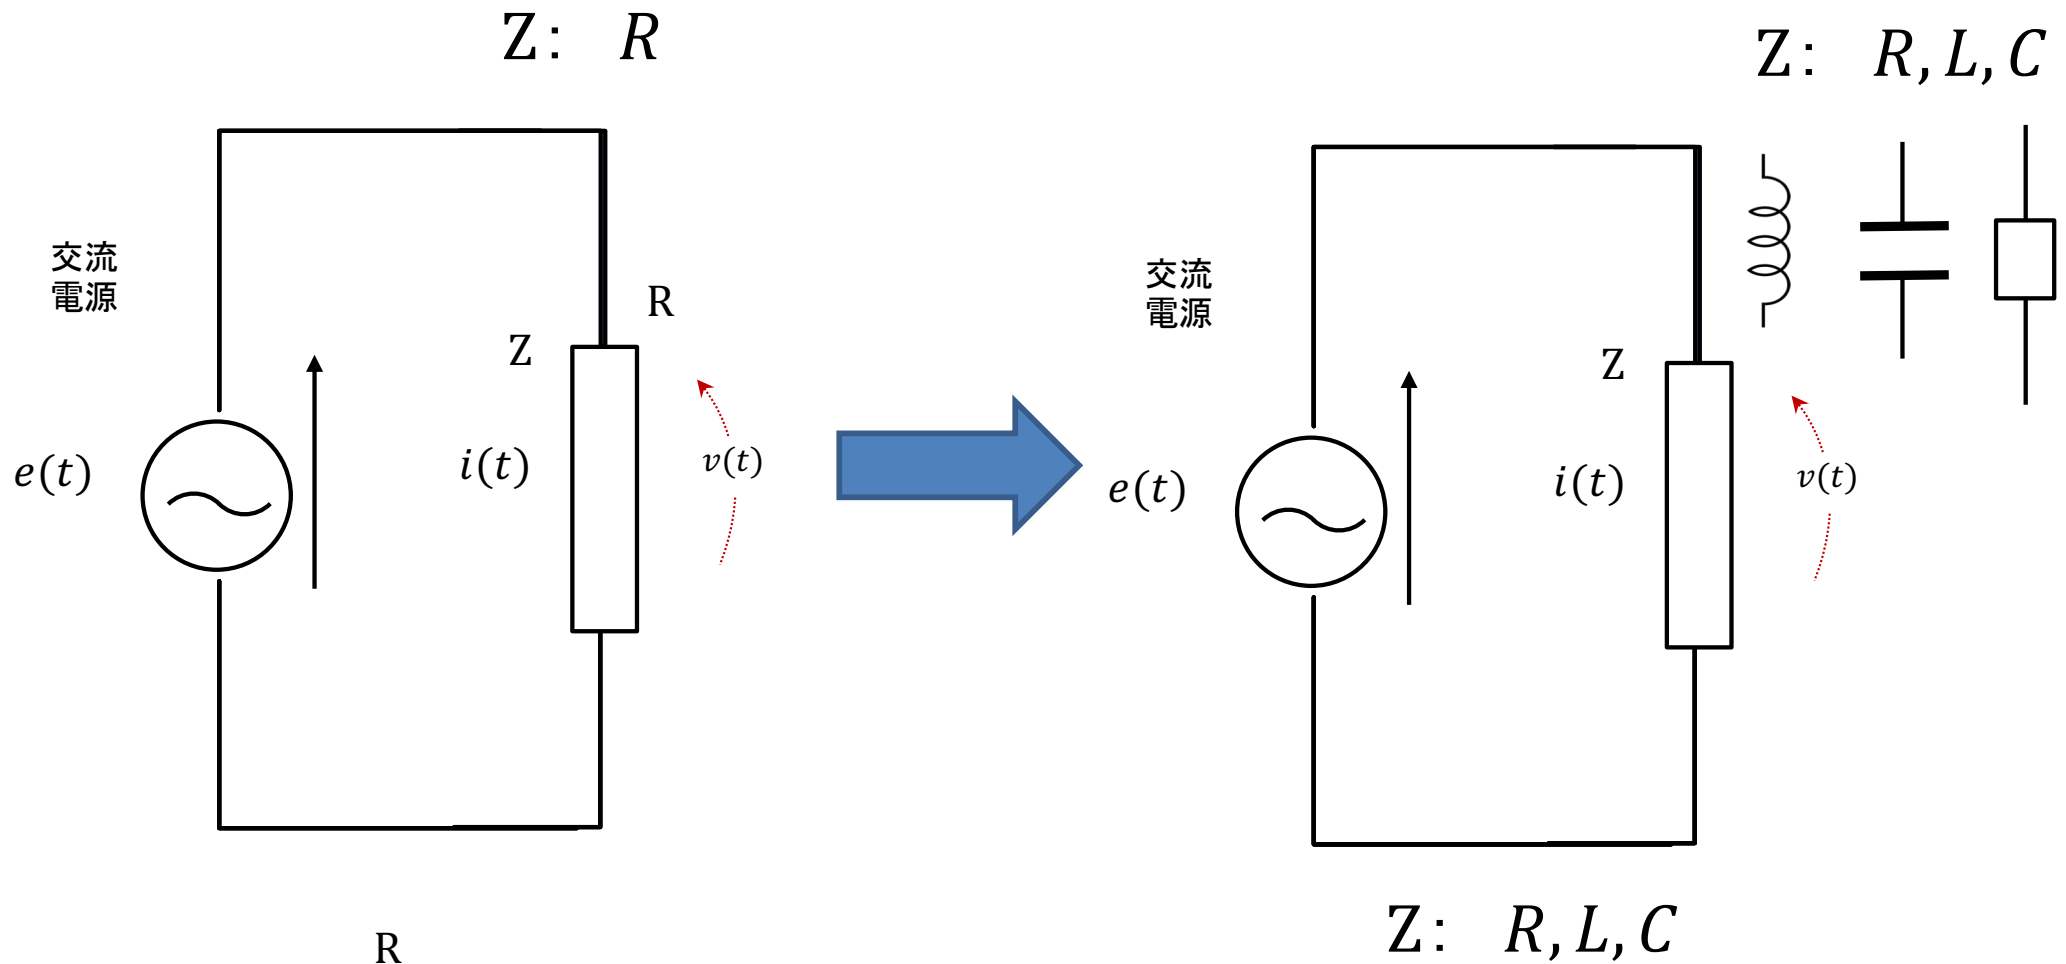 Z: R
交流
電源
R
Z
e(t)
i(t)
v(t)
R
Z: R, L, C
交流
電源
Z
e(t)
i(t)
v(t)
Z: R, L, C